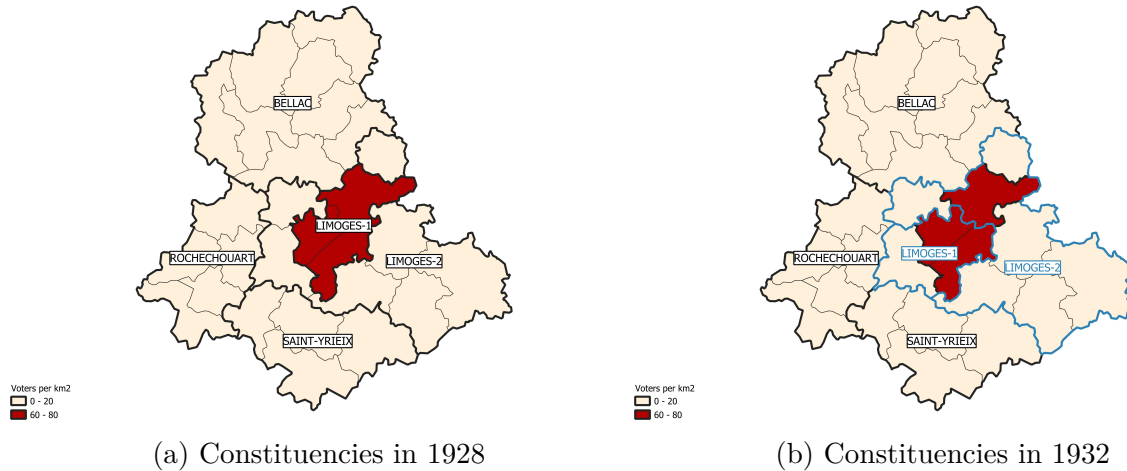 BELLAC
LIMOGES-1
ROCHECHOUART
LIMOGES-2
SAINT-YRIEIX
Voters per km2
0 - 20
60 - 80
(a) Constituencies in 1928
BELLAC
LIMOGES-1
ROCHECHOUART
LIMOGES-2
SAINT-YRIEIX
Voters per km2
0 - 20
60 - 80
(b) Constituencies in 1932